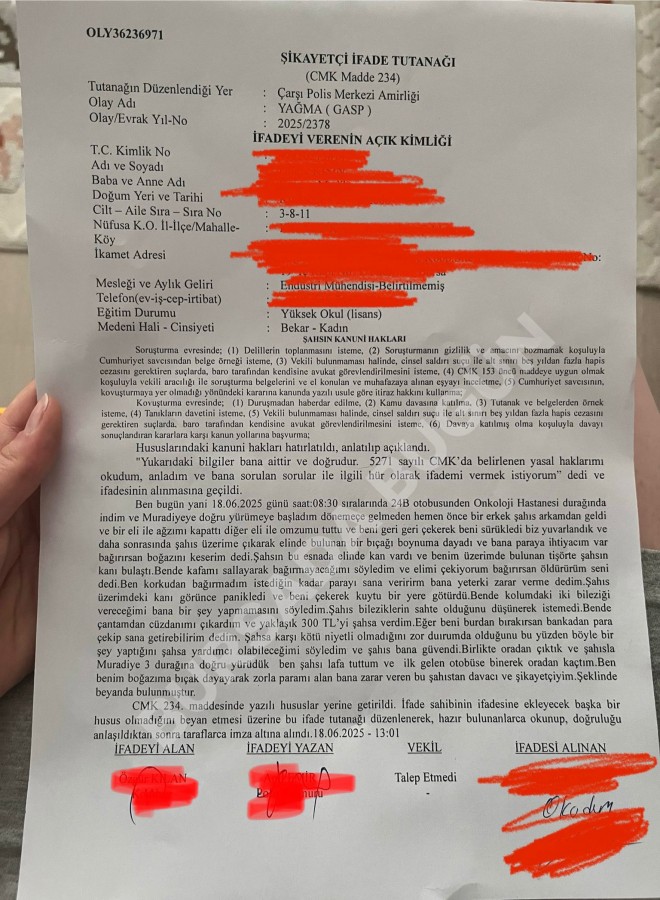 OLY36236971
ŞİKAYETÇİ İFADE TUTANAĞI
(CMK Madde 234)
Tutanağın Düzenlendiği Yer : Çarşı Polis Merkezi Amirliği
Olay Adı : YAĞMA ( GASP )
Olay/Evrak Yıl-No : 2025/2378
İFADEYİ VERENİN AÇIK KİMLİĞİ
T.C. Kimlik No
Adı ve Soyadı
Baba ve Anne Adı
Doğum Yeri ve Tarihi
Cilt – Aile Sıra – Sıra No : 3-8-11
Nüfusa K.O. İl-İlçe/Mahalle- :
Köy
İkamet Adresi : No:
Mesleği ve Aylık Geliri : Endüstri Mühendisi-Belirtilmemiş
Telefon(ev-iş-cep-irtibat) :
Eğitim Durumu : Yüksek Okul (lisans)
Medeni Hali - Cinsiyeti : Bekar - Kadın
ŞAHSIN KANUNİ HAKLARI
Soruşturma evresinde; (1) Delillerin toplanmasını isteme, (2) Soruşturmanın gizlilik ve amacını bozmamak koşuluyla
Cumhuriyet savcısından belge örneği isteme, (3) Vekili bulunmaması halinde, cinsel saldırı suçu ile alt sınırı beş yıldan fazla hapis
cezasını gerektiren suçlarda, baro tarafından kendisine avukat görevlendirilmesini isteme, (4) CMK 153 üncü maddeye uygun olmak
koşuluyla vekili aracılığı ile soruşturma belgelerini ve el konulan ve muhafazaya alınan eşyayı inceletme, (5) Cumhuriyet savcısının,
kovuşturmaya yer olmadığı yönündeki kararına kanunda yazılı usule göre itiraz hakkını kullanma;
Kovuşturma evresinde; (1) Duruşmadan haberdar edilme, (2) Kamu davasına katılma, (3) Tutanak ve belgelerden örnek
isteme, (4) Tanıkların davetini isteme, (5) Vekili bulunmaması halinde, cinsel saldırı suçu ile alt sınırı beş yıldan fazla hapis cezasını
gerektiren suçlarda, baro tarafından kendisine avukat görevlendirilmesini isteme, (6) Davaya katılmış olma koşuluyla davayı
sonuçlandıran kararlara karşı kanun yollarına başvurma;
Hususlarındaki kanuni hakları hatırlatıldı, anlatılıp açıklandı.
"Yukarıdaki bilgiler bana aittir ve doğrudur. 5271 sayılı CMK'da belirlenen yasal haklarımı
okudum, anladım ve bana sorulan sorular ile ilgili hür olarak ifademi vermek istiyorum" dedi ve
ifadesinin alınmasına geçildi.
Ben bugün yani 18.06.2025 günü saat:08:30 sıralarında 24B otobusunden Onkoloji Hastanesi durağında
indim ve Muradiyeye doğru yürümeye başladım dönemeçe gelmeden hemen önce bir erkek şahıs arkamdan geldi
ve bir eli ile ağzımı kapattı diğer eli ile omzumu tuttu ve beni geri geri çekerek beni sürükledi biz yuvarlandık ve
daha sonrasında şahıs üzerime çıkarak elinde bulunan bir bıçağı boynuma dayadı ve bana paraya ihtiyacım var
bağırırsan boğazını keserim dedi.Şahsın bu esnada elinde kan vardı ve benim üzerimde bulunan tişörte şahsın
kanı bulaştı.Bende kafamı sallayarak bağırmayacağımı söyledim ve elimi çekiyorum bağırırsan öldürürüm seni
dedi.Ben korkudan bağırmadım istediğin kadar parayı sana veririm bana yeterki zarar verme dedim.Şahıs
üzerimdeki kanı görünce panikledi ve beni çekerek kuytu bir yere götürdü.Bende kolumdaki iki bileziği
vereceğimi bana bir şey yapmamasını söyledim.Şahıs bileziklerin sahte olduğunu düşünerek istemedi.Bende
çantamdan cüzdanımı çıkardım ve yaklaşık 300 TL'yi şahsa verdim.Eğer beni burdan bırakırsan bankadan para
çekip sana getirebilirim dedim. Şahsa karşı kötü niyetli olmadığını zor duırumda olduğunu bu yüzden böyle bir
şey yaptığını şahsa yardımcı olabileceğimi söyledim ve şahıs bana güvendi.Birlikte oradan çıktık ve şahısla
Muradiye 3 durağına doğru yürüdük ben şahsı lafa tuttum ve ilk gelen otobüse binerek oradan kaçtım.Ben
benim boğazıma bıcak dayayarak zorla paramı alan bana zarar veren bu şahıstan davacı ve şikayetçiyim.Şeklinde
beyanda bulunmuştur.
CMK 234. maddesinde yazılı hususlar yerine getirildi. İfade sahibinin ifadesine ekleyecek başka bir
husus olmadığını beyan etmesi üzerine bu ifade tutanağı düzenlenerek, hazır bulunanlarca okunup, doğruluğu
anlaşıldıktan sonra taraflarca imza altına alındı.18.06.2025 - 13:01
İFADEYİ ALAN İFADEYİ YAZAN VEKİL İFADESİ ALINAN
Talep Etmedi
-
Okudum